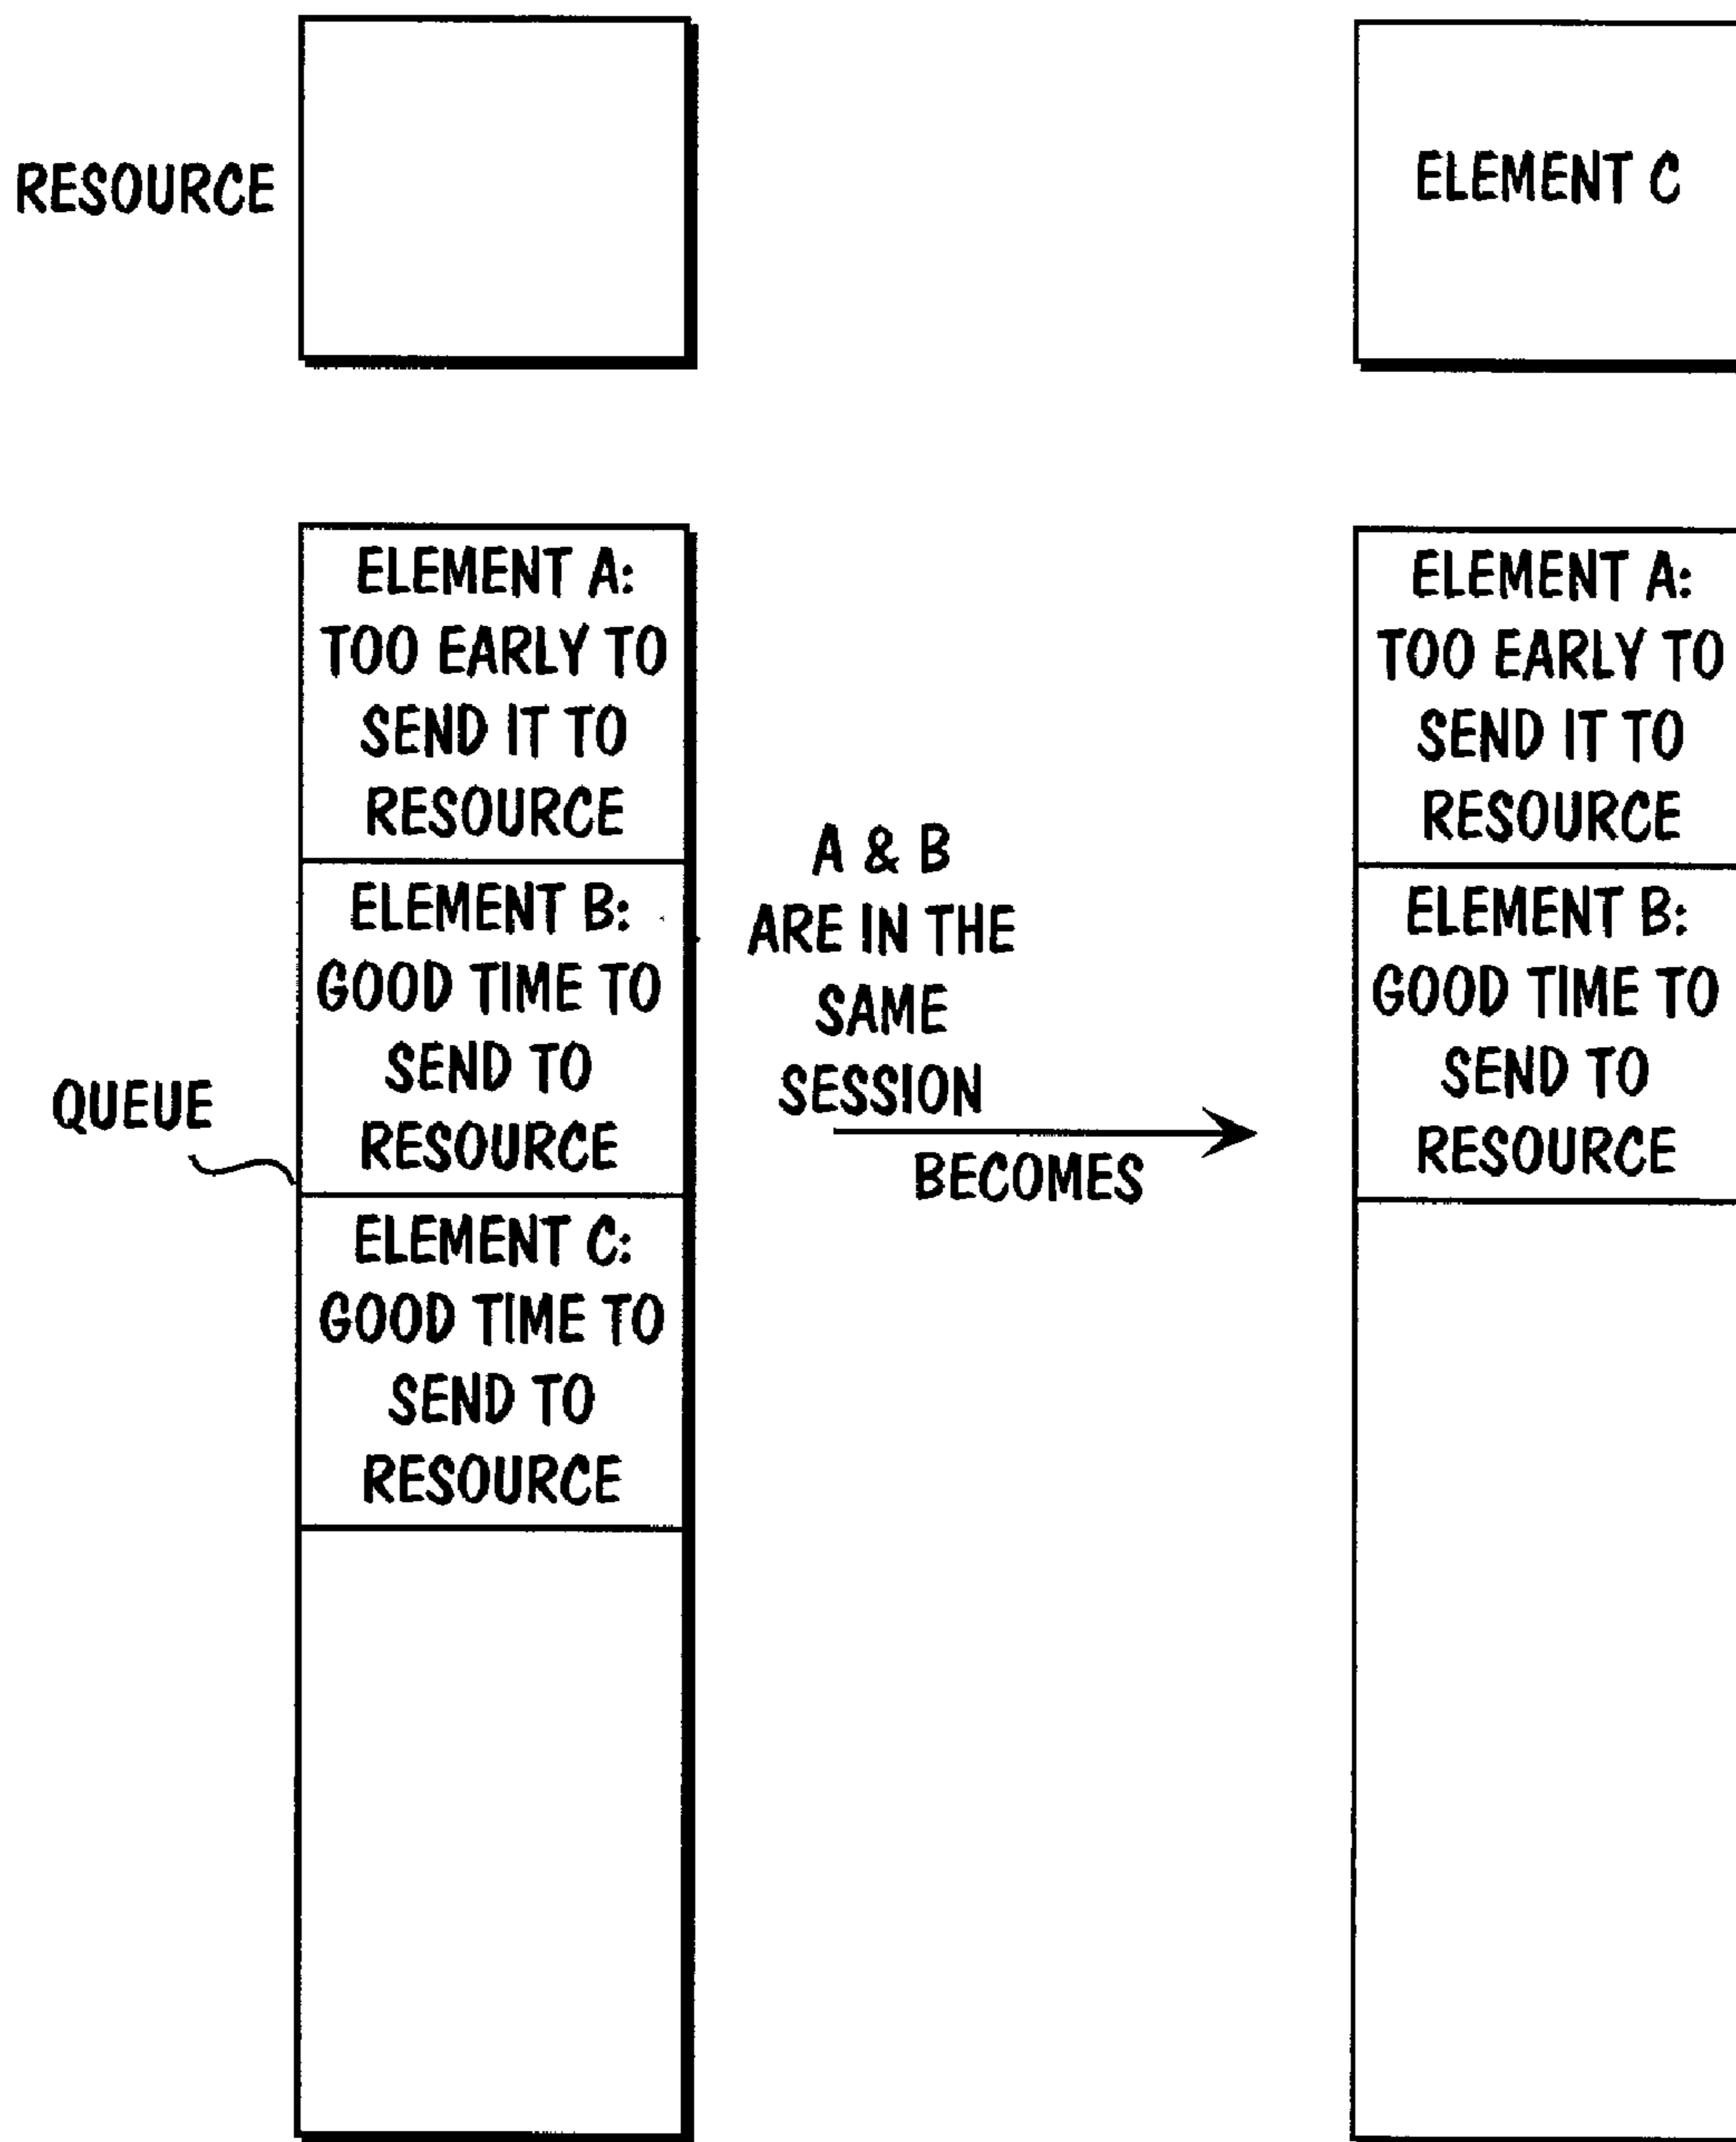 RESOURCE
ELEMENT C
ELEMENT A:
TOO EARLY TO
SEND IT TO
RESOURCE
ELEMENT B:
GOOD TIME TO
SEND TO
RESOURCE
ELEMENT C:
GOOD TIME TO
SEND TO
RESOURCE
QUEUE
A & B
ARE IN THE
SAME
SESSION
BECOMES
ELEMENT A:
TOO EARLY TO
SEND IT TO
RESOURCE
ELEMENT B:
GOOD TIME TO
SEND TO
RESOURCE